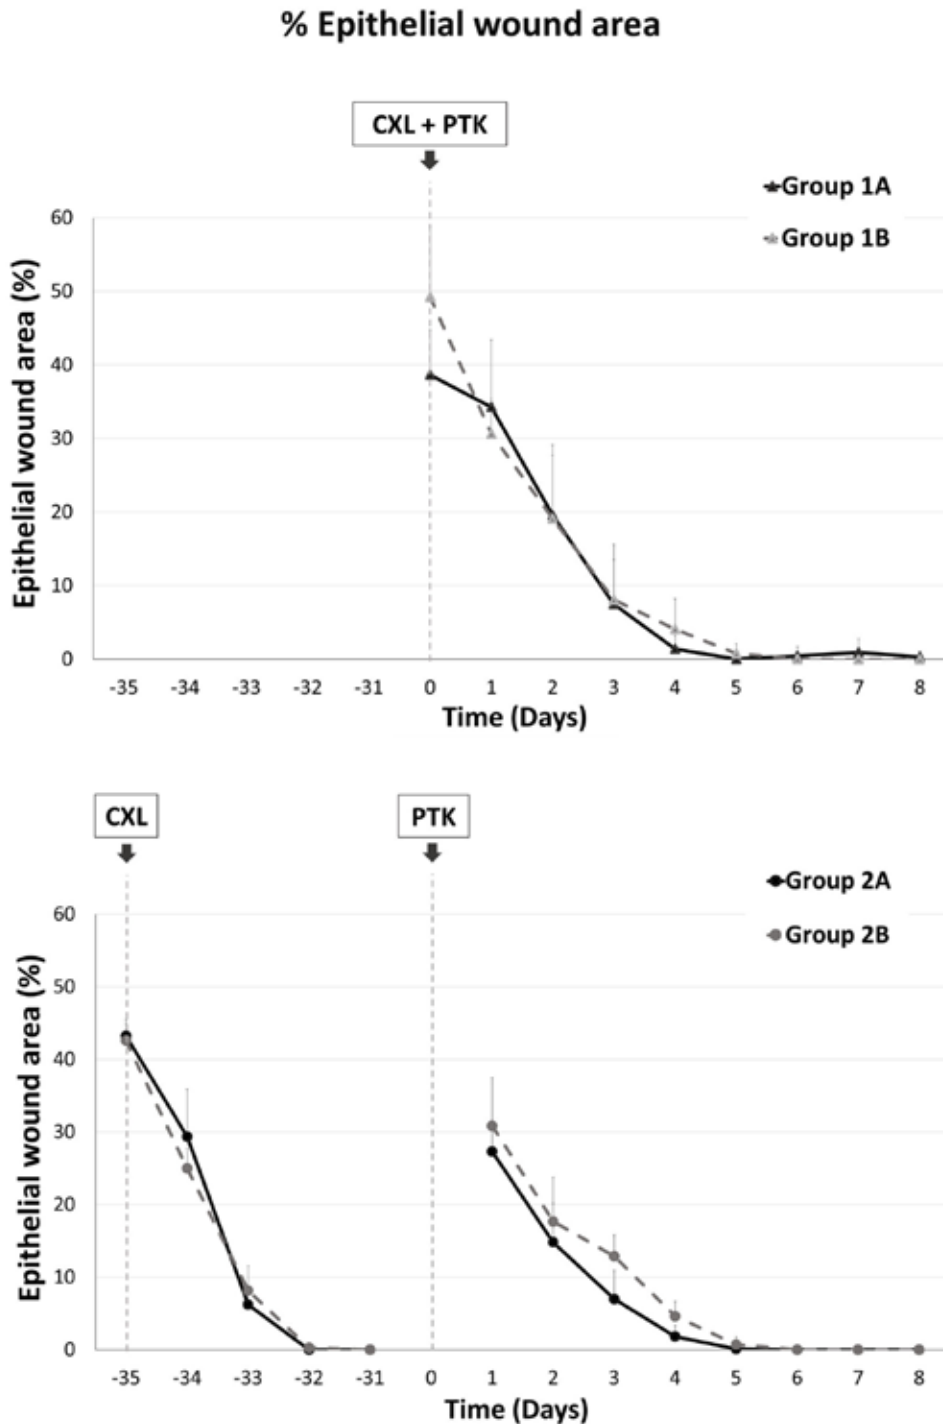 % Epithelial wound area
CXL + PTK
Group 1A
Group 1B
Epithelial wound area (%)
60
50
40
30
20
10
0
-35 -34 -33 -32 -31 0 1 2 3 4 5 6 7 8
Time (Days)
CXL PTK
Group 2A
Group 2B
Epithelial wound area (%)
60
50
40
30
20
10
0
-35 -34 -33 -32 -31 0 1 2 3 4 5 6 7 8
Time (Days)